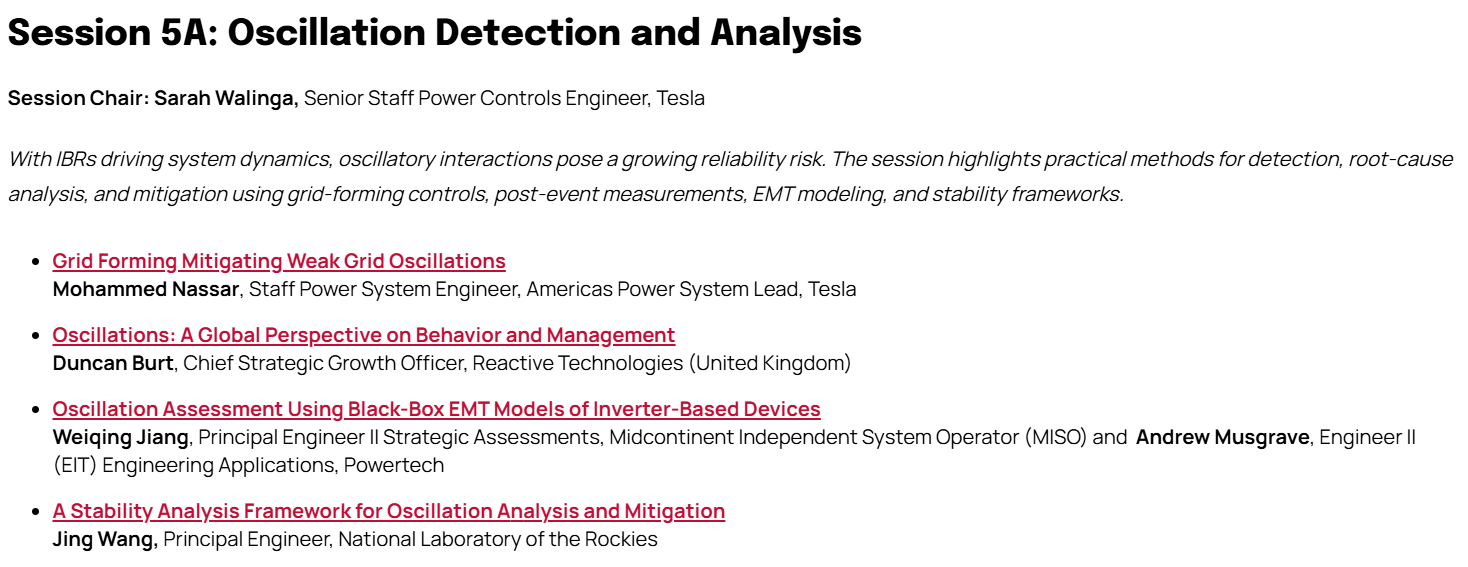 Session 5A: Oscillation Detection and Analysis
Session Chair: Sarah Walinga, Senior Staff Power Controls Engineer, Tesla
With IBRs driving system dynamics, oscillatory interactions pose a growing reliability risk. The session highlights practical methods for detection, root-cause
analysis, and mitigation using grid-forming controls, post-event measurements, EMT modeling, and stability frameworks.
• Grid Forming Mitigating Weak Grid Oscillations
Mohammed Nassar, Staff Power System Engineer, Americas Power System Lead, Tesla
• Oscillations: A Global Perspective on Behavior and Management
Duncan Burt, Chief Strategic Growth Officer, Reactive Technologies (United Kingdom)
• Oscillation Assessment Using Black-Box EMT Models of Inverter-Based Devices
Weiqing Jiang, Principal Engineer II Strategic Assessments, Midcontinent Independent System Operator (MISO) and Andrew Musgrave, Engineer II
(EIT) Engineering Applications, Powertech
• A Stability Analysis Framework for Oscillation Analysis and Mitigation
Jing Wang, Principal Engineer, National Laboratory of the Rockies